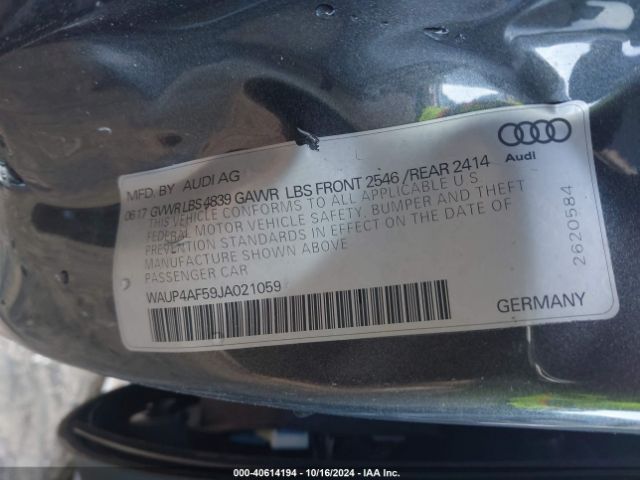 MFD. BY AUDI AG
06 17 GVWR LBS 4839 GAWR LBS FRONT 2546 /REAR 2414
THIS VEHICLE CONFORMS TO ALL APPLICABLE U S
FEDERAL MOTOR VEHICLE SAFETY, BUMPER AND THEFT
PREVENTION STANDARDS IN EFFECT ON THE DATE OF
MANUFACTURE SHOWN ABOVE
PASSENGER CAR
WAUP4AF59JA021059
Audi
2620584
GERMANY
000-40614194 - 10/16/2024 - IAA Inc.